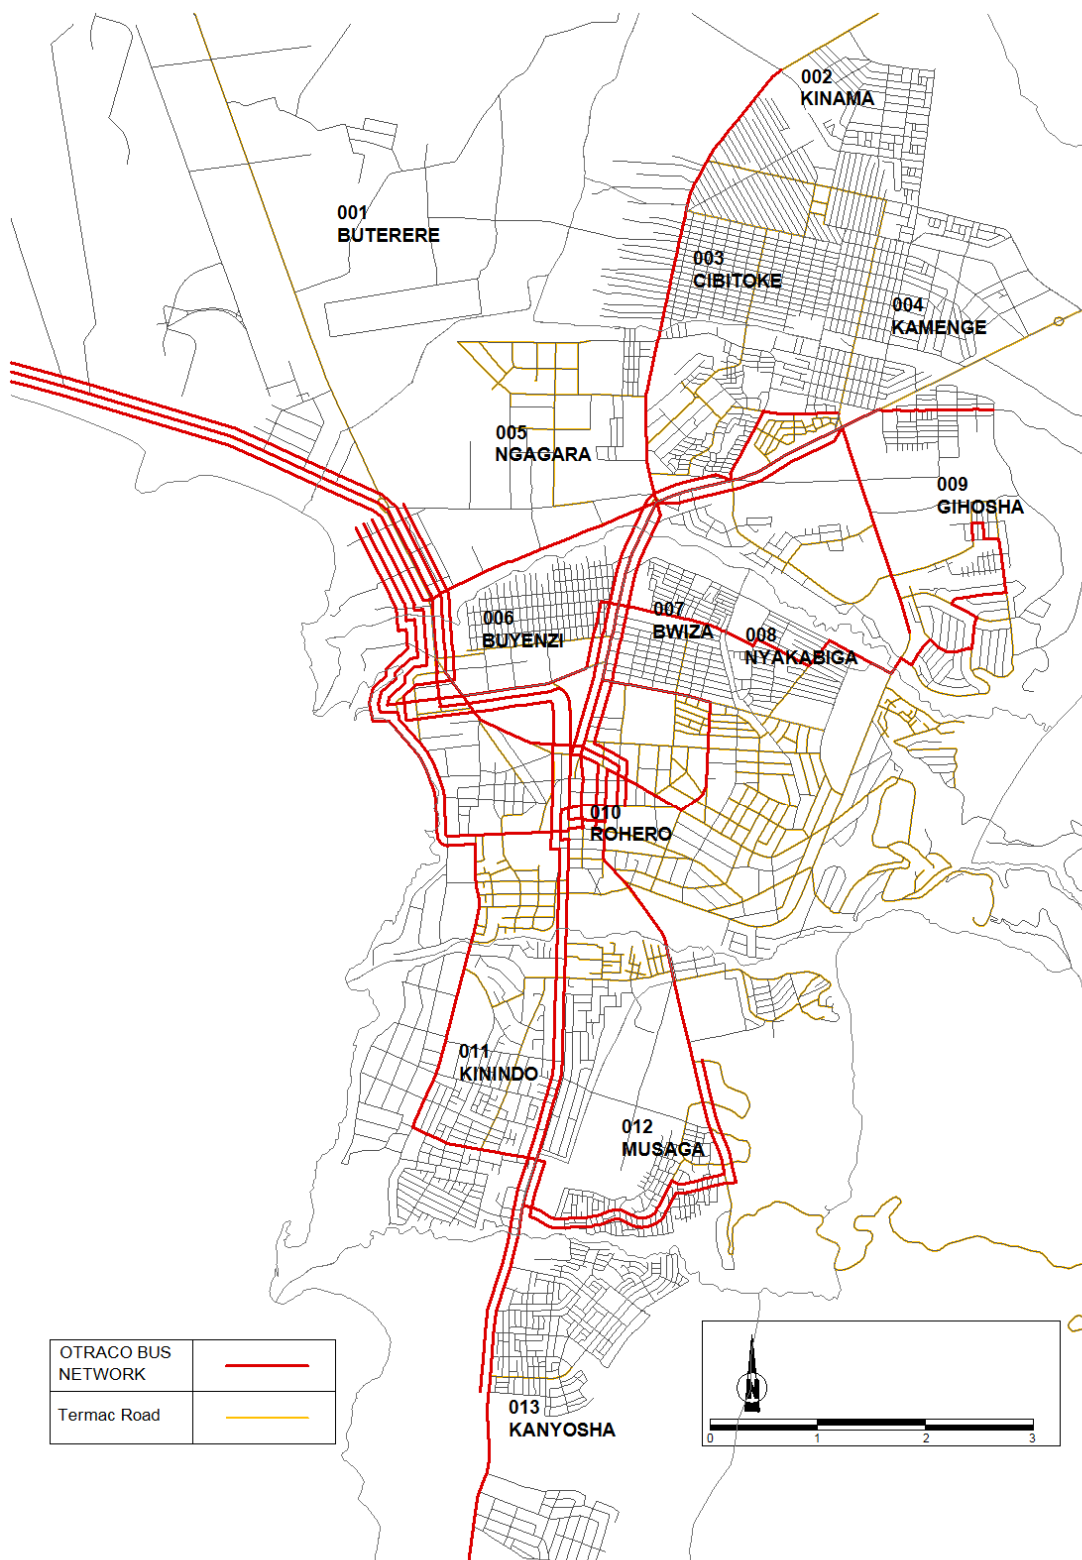 002
KINAMA
001
BUTERERE
003
CIBITOKE
004
KAMENGE
005
NGAGARA
009
GIHOSHA
006
BUYENZI
007
BWIZA
008
NYAKABIGA
010
ROHERO
011
KININDO
012
MUSAGA
013
KANYOSHA
OTRACO BUS
NETWORK
Termac Road
0 1 2 3